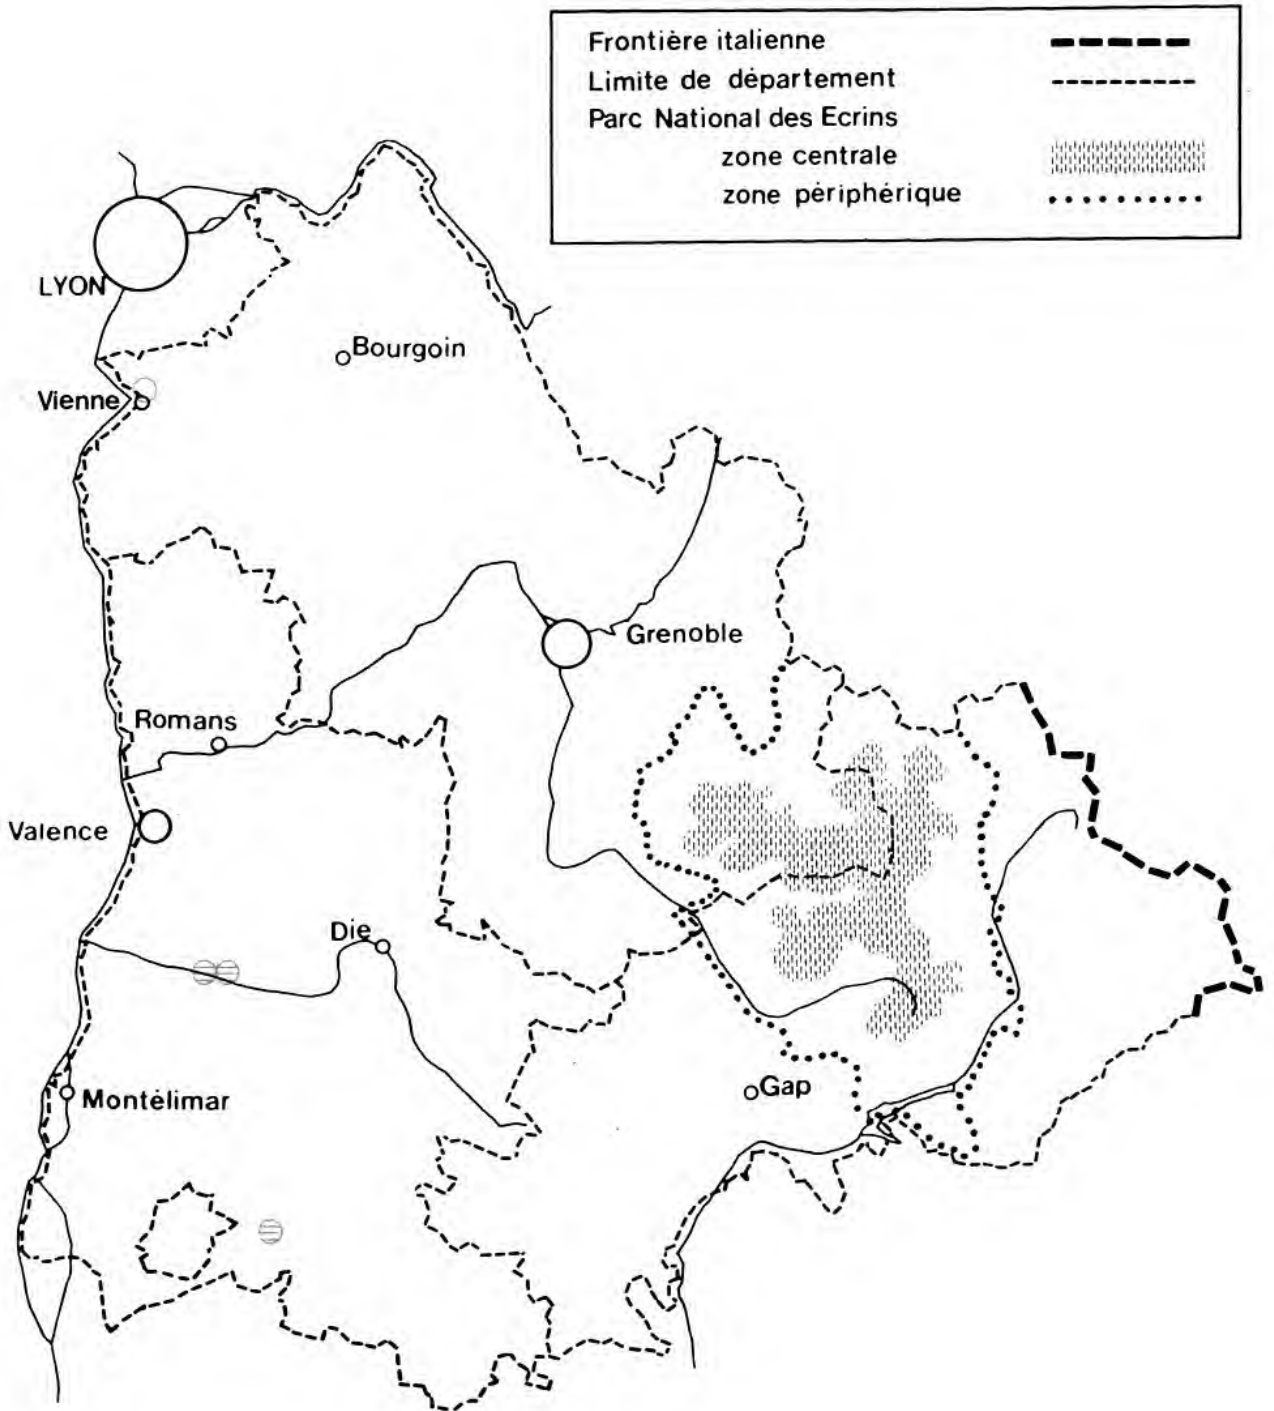 Frontière italienne
Limite de département
Parc National des Ecrins
zone centrale
zone périphérique
LYON
Bourgoin
Vienne
Grenoble
Romans
Valence
Die
Montélimar
Gap